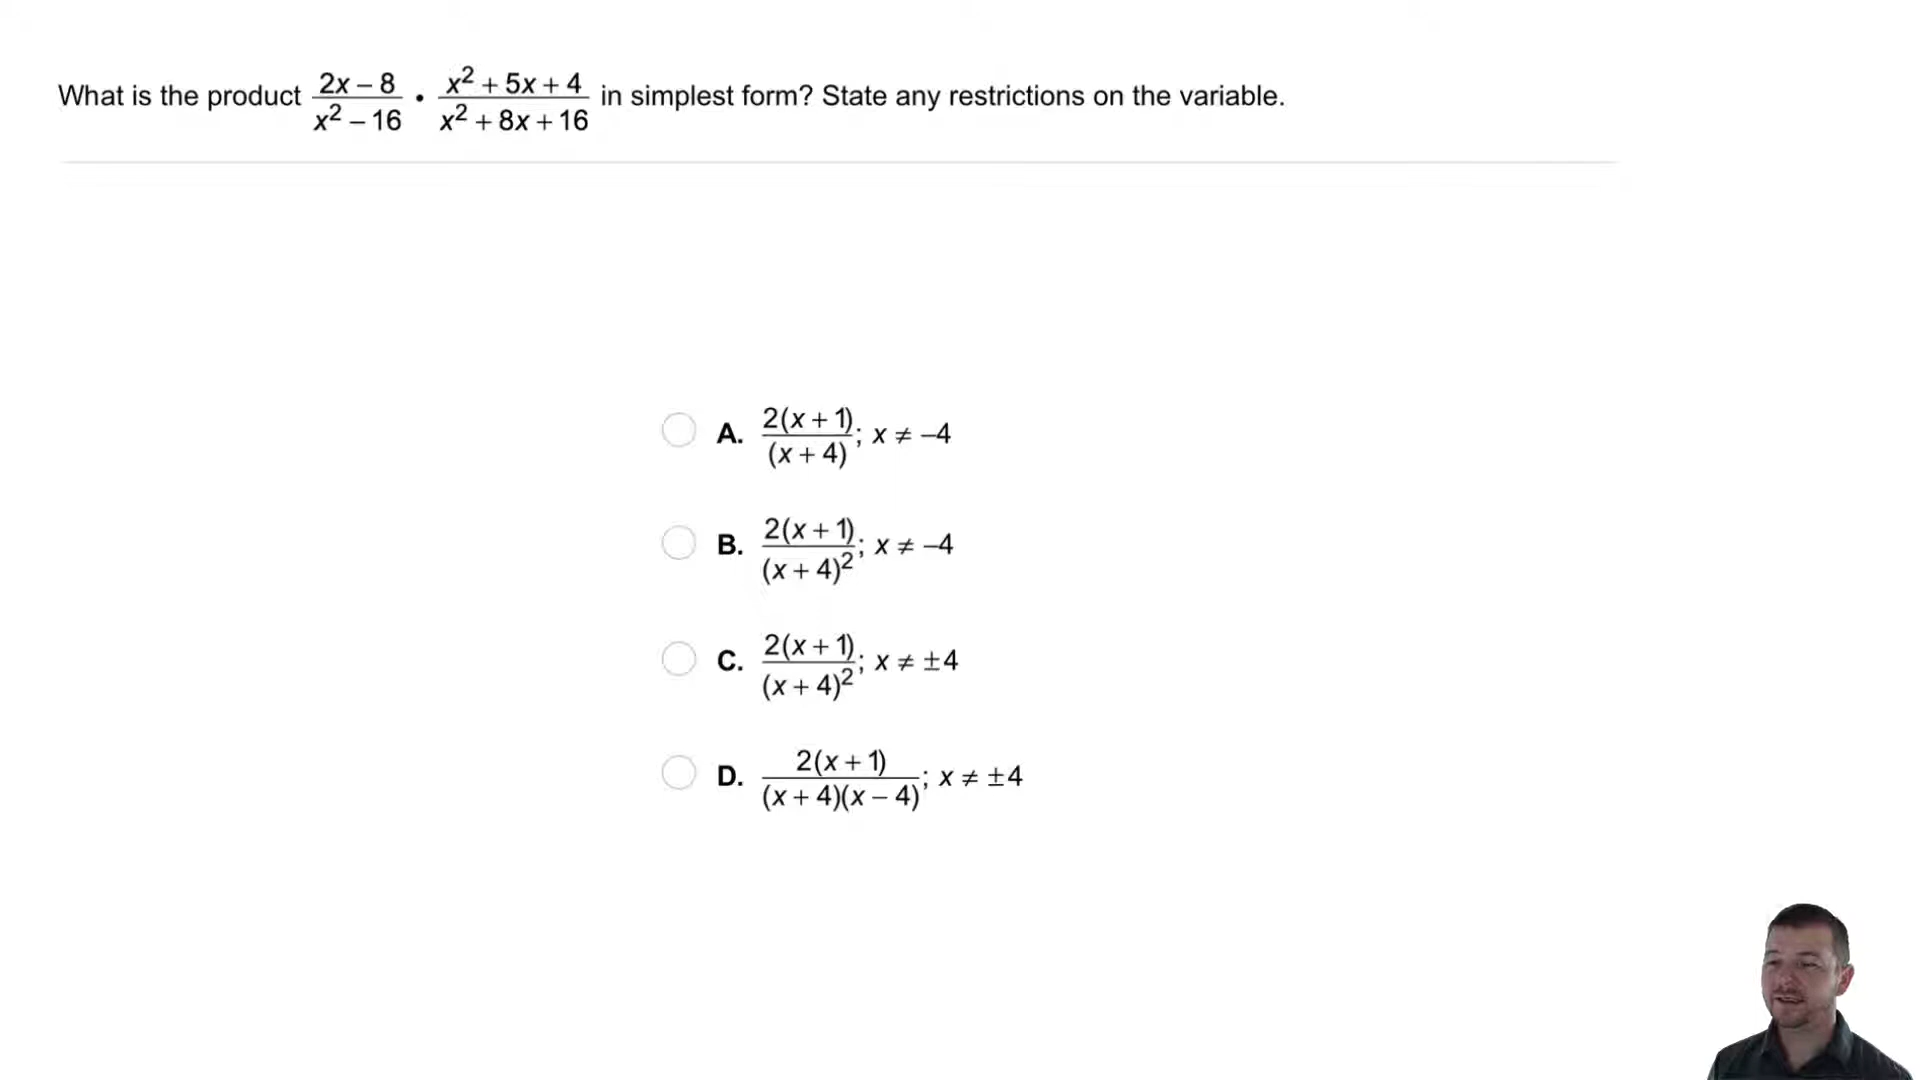 What is the product (2x – 8)/(x² – 16) • (x² + 5x + 4)/(x² + 8x + 16) in simplest form? State any restrictions on the variable.
A. 2(x + 1)/(x + 4); x ≠ –4
B. 2(x + 1)/(x + 4)²; x ≠ –4
C. 2(x + 1)/(x + 4)²; x ≠ ±4
D. 2(x + 1)/(x + 4)(x – 4); x ≠ ±4